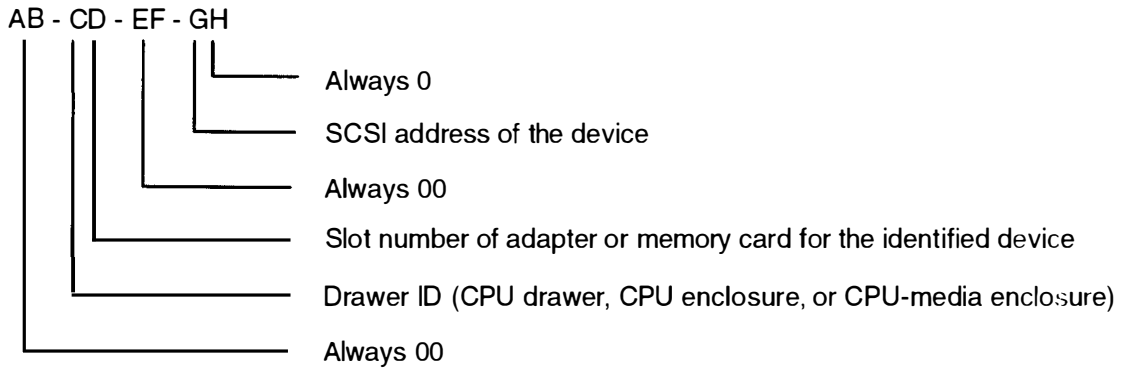 AB - CD - EF - GH
Always 0
SCSI address of the device
Always 00
Slot number of adapter or memory card for the identified device
Drawer ID (CPU drawer, CPU enclosure, or CPU-media enclosure)
Always 00